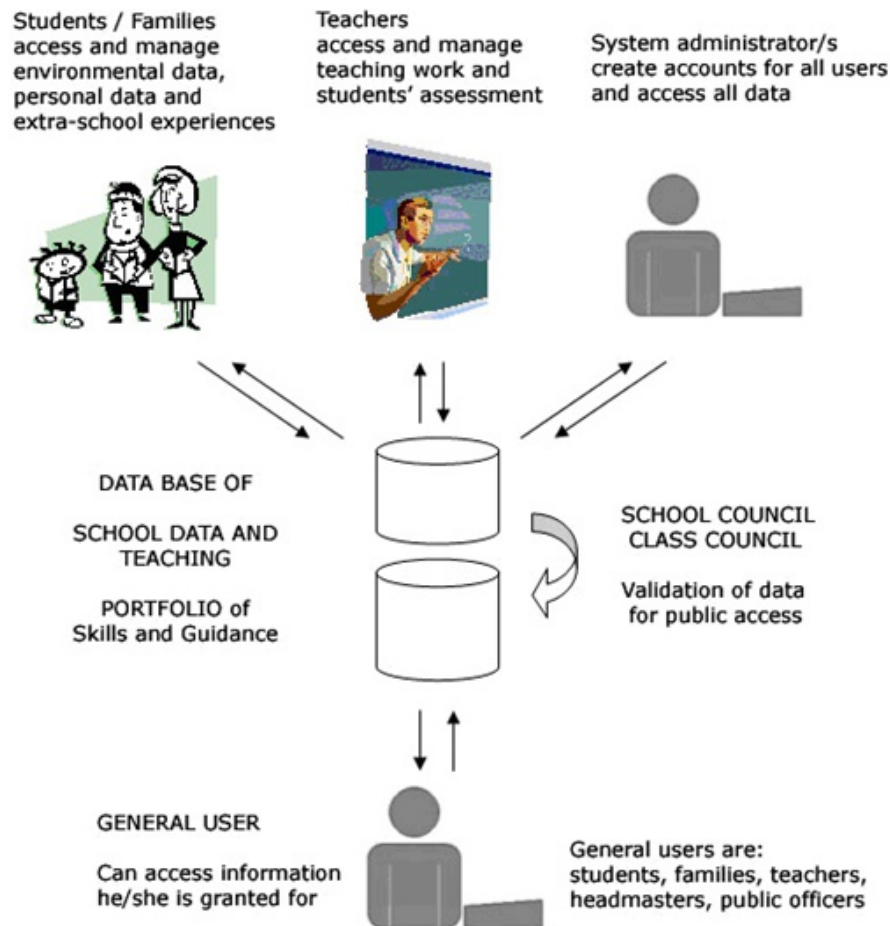 Students / Families
access and manage
environmental data,
personal data and
extra-school experiences
Teachers
access and manage
teaching work and
students' assessment
System administrator/s
create accounts for all users
and access all data
DATA BASE OF
SCHOOL DATA AND
TEACHING
PORTFOLIO of
Skills and Guidance
SCHOOL COUNCIL
CLASS COUNCIL
Validation of data
for public access
GENERAL USER
Can access information
he/she is granted for
General users are:
students, families, teachers,
headmasters, public officers